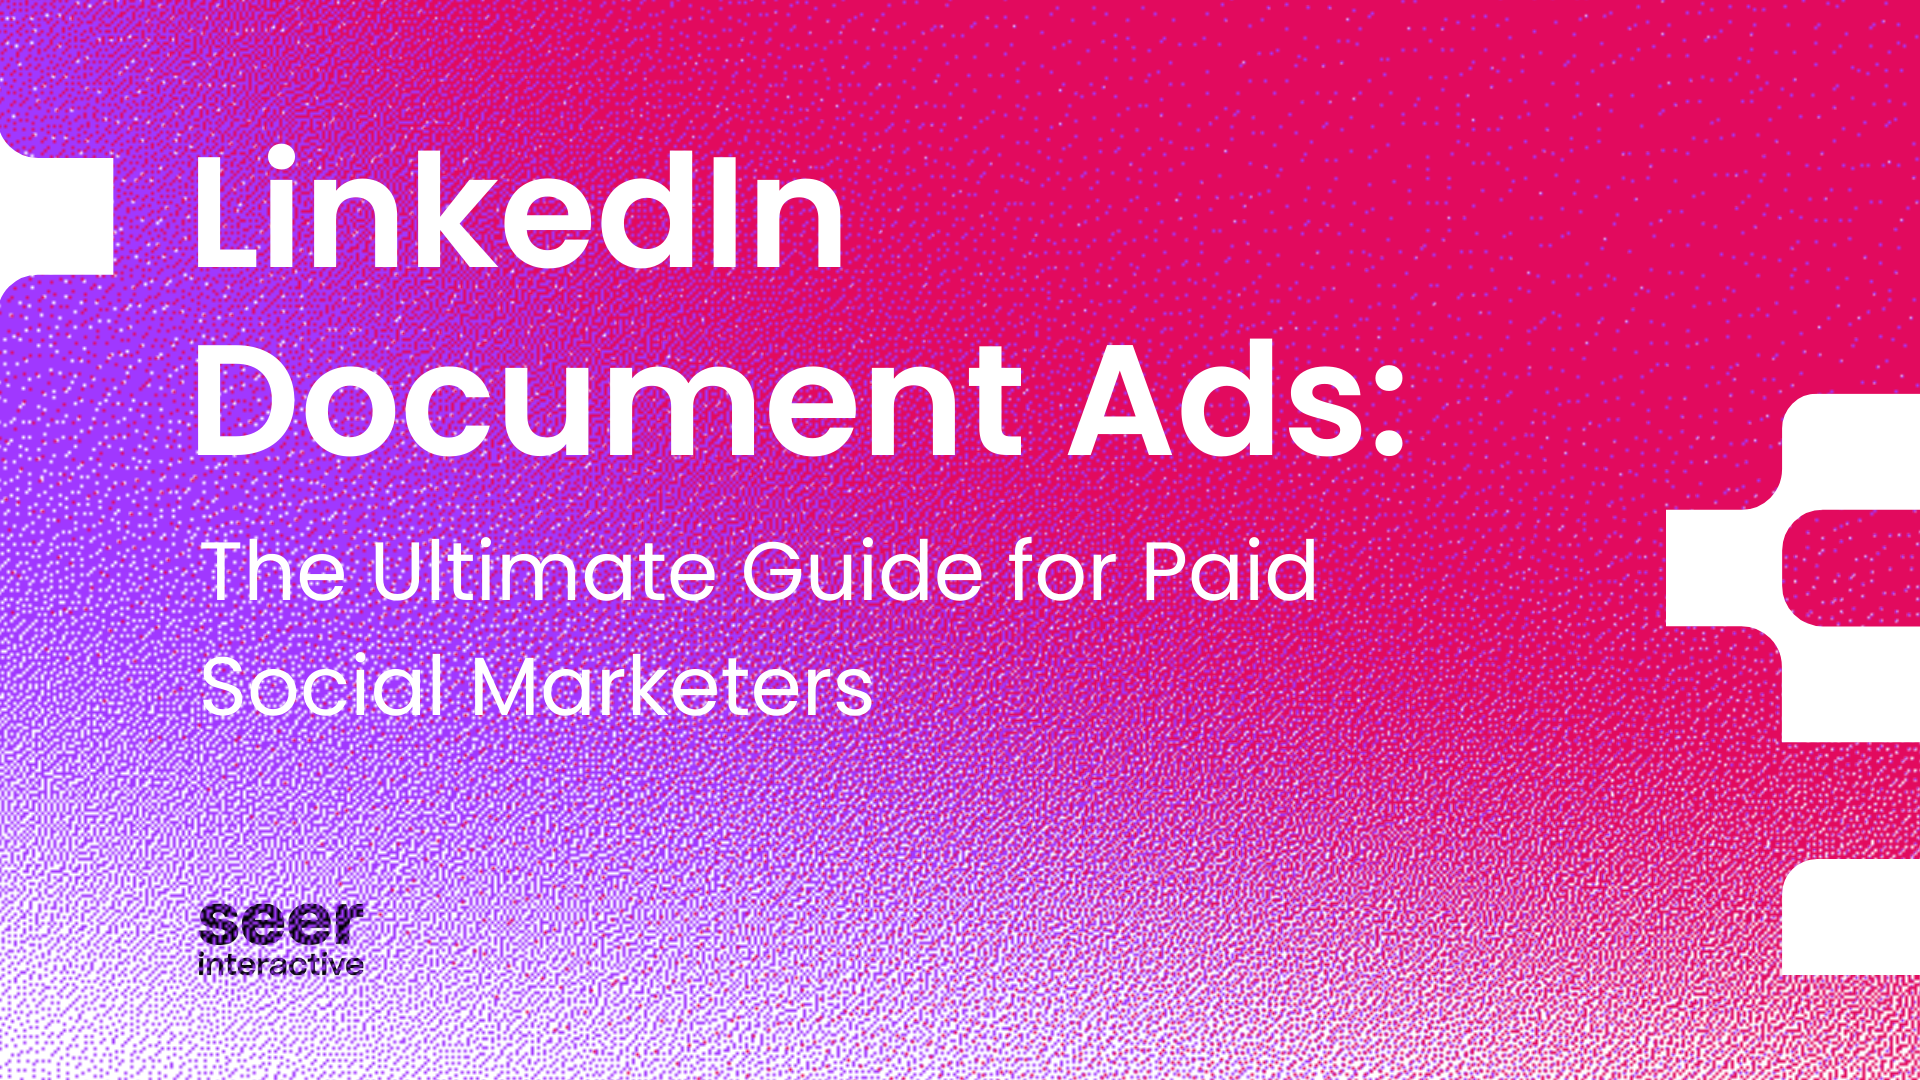 LinkedIn
Document Ads:
The Ultimate Guide for Paid
Social Marketers
seer
interactive